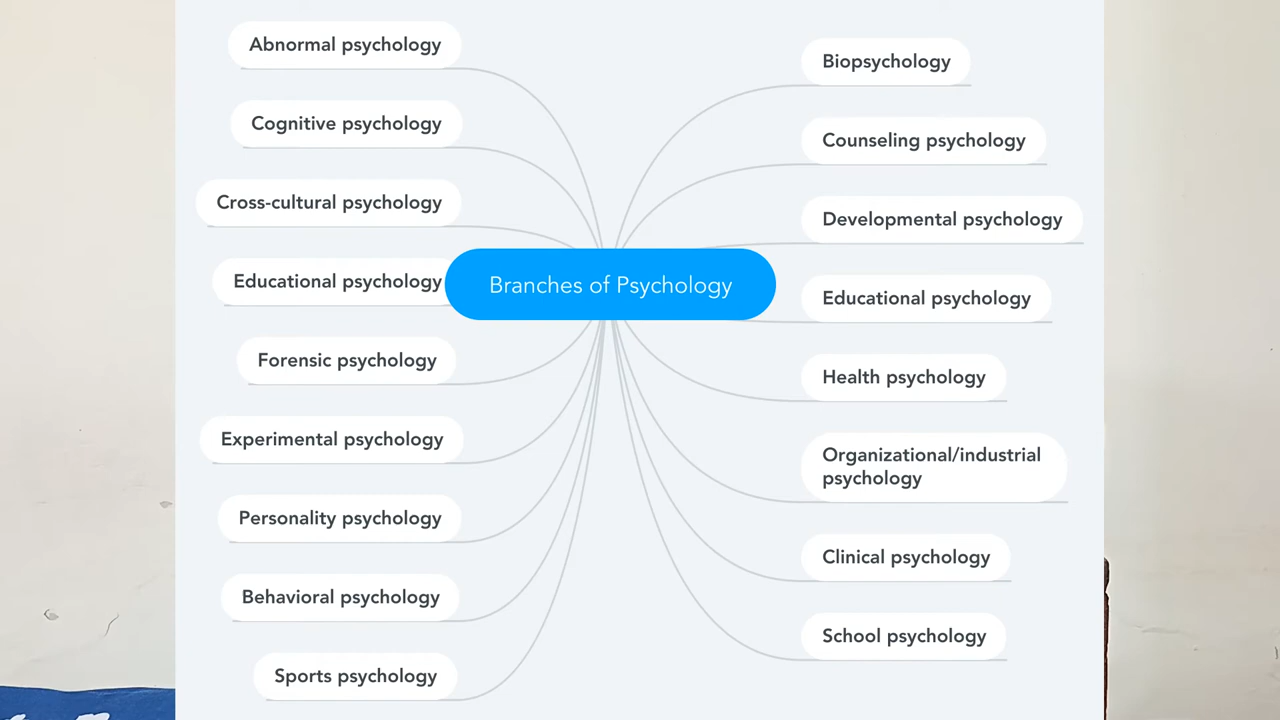 Abnormal psychology
Cognitive psychology
Cross-cultural psychology
Educational psychology
Forensic psychology
Experimental psychology
Personality psychology
Behavioral psychology
Sports psychology
Branches of Psychology
Biopsychology
Counseling psychology
Developmental psychology
Educational psychology
Health psychology
Organizational/industrial
psychology
Clinical psychology
School psychology